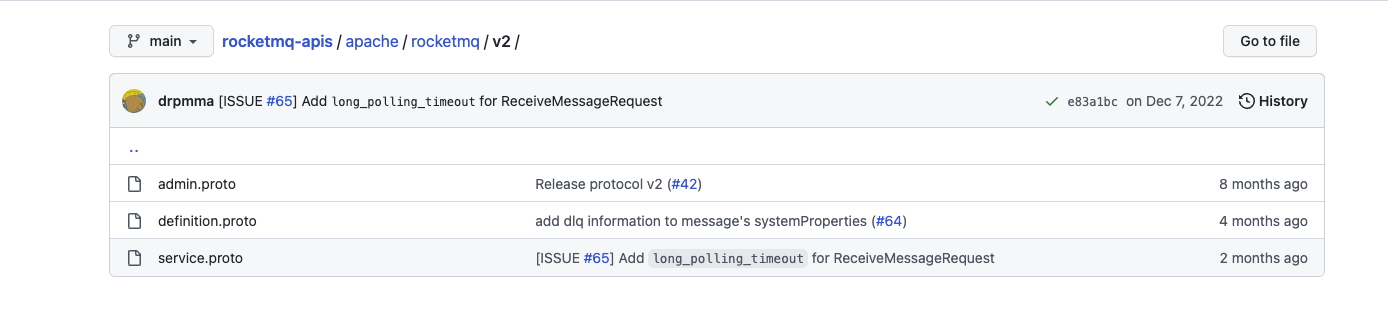 main rocketmq-apis / apache / rocketmq / v2 / Go to file
drpmma [ISSUE #65] Add long_polling_timeout for ReceiveMessageRequest e83a1bc on Dec 7, 2022 History
..
admin.proto Release protocol v2 (#42) 8 months ago
definition.proto add dlq information to message's systemProperties (#64) 4 months ago
service.proto [ISSUE #65] Add long_polling_timeout for ReceiveMessageRequest 2 months ago